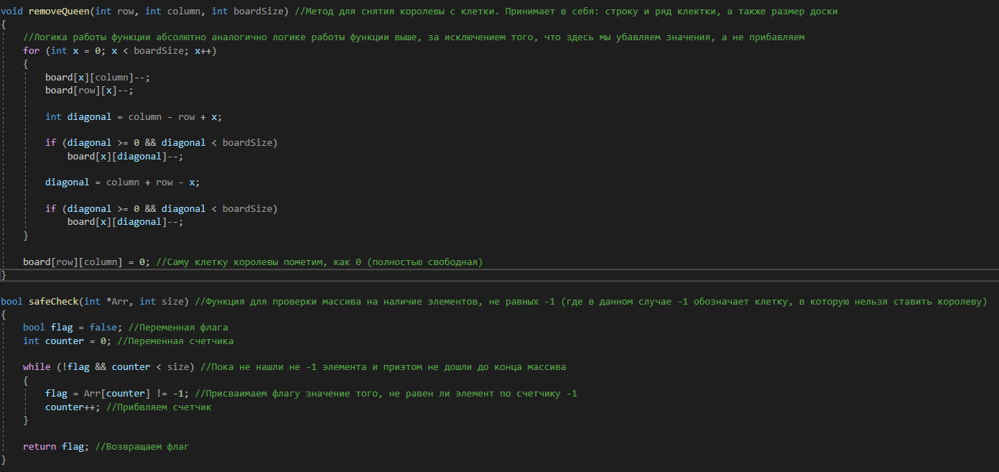 void removeQueen(int row, int column, int boardSize) //Метод для снятия королевы с клетки. Принимает в себя: строку и ряд клектки, а также размер доски
{
//Логика работы функции абсолютно аналогично логике работы функции выше, за исключением того, что здесь мы убавляем значения, а не прибавляем
for (int x = 0; x < boardSize; x++)
{
board[x][column]--;
board[row][x]--;
int diagonal = column - row + x;
if (diagonal >= 0 && diagonal < boardSize)
board[x][diagonal]--;
diagonal = column + row - x;
if (diagonal >= 0 && diagonal < boardSize)
board[x][diagonal]--;
}
board[row][column] = 0; //Саму клетку королевы пометим, как 0 (полностью свободная)
}
bool safeCheck(int *Arr, int size) //Функция для проверки массива на наличие элементов, не равных -1 (где в данном случае -1 обозначает клетку, в которую нельзя ставить королеву)
{
bool flag = false; //Переменная флага
int counter = 0; //Переменная счетчика
while (!flag && counter < size) //Пока не нашли не -1 элемента и приэтом не дошли до конца массива
{
flag = Arr[counter] != -1; //Присваимаем флагу значение того, не равен ли элемент по счетчику -1
counter++; //Прибвляем счетчик
}
return flag; //Возвращаем флаг
}